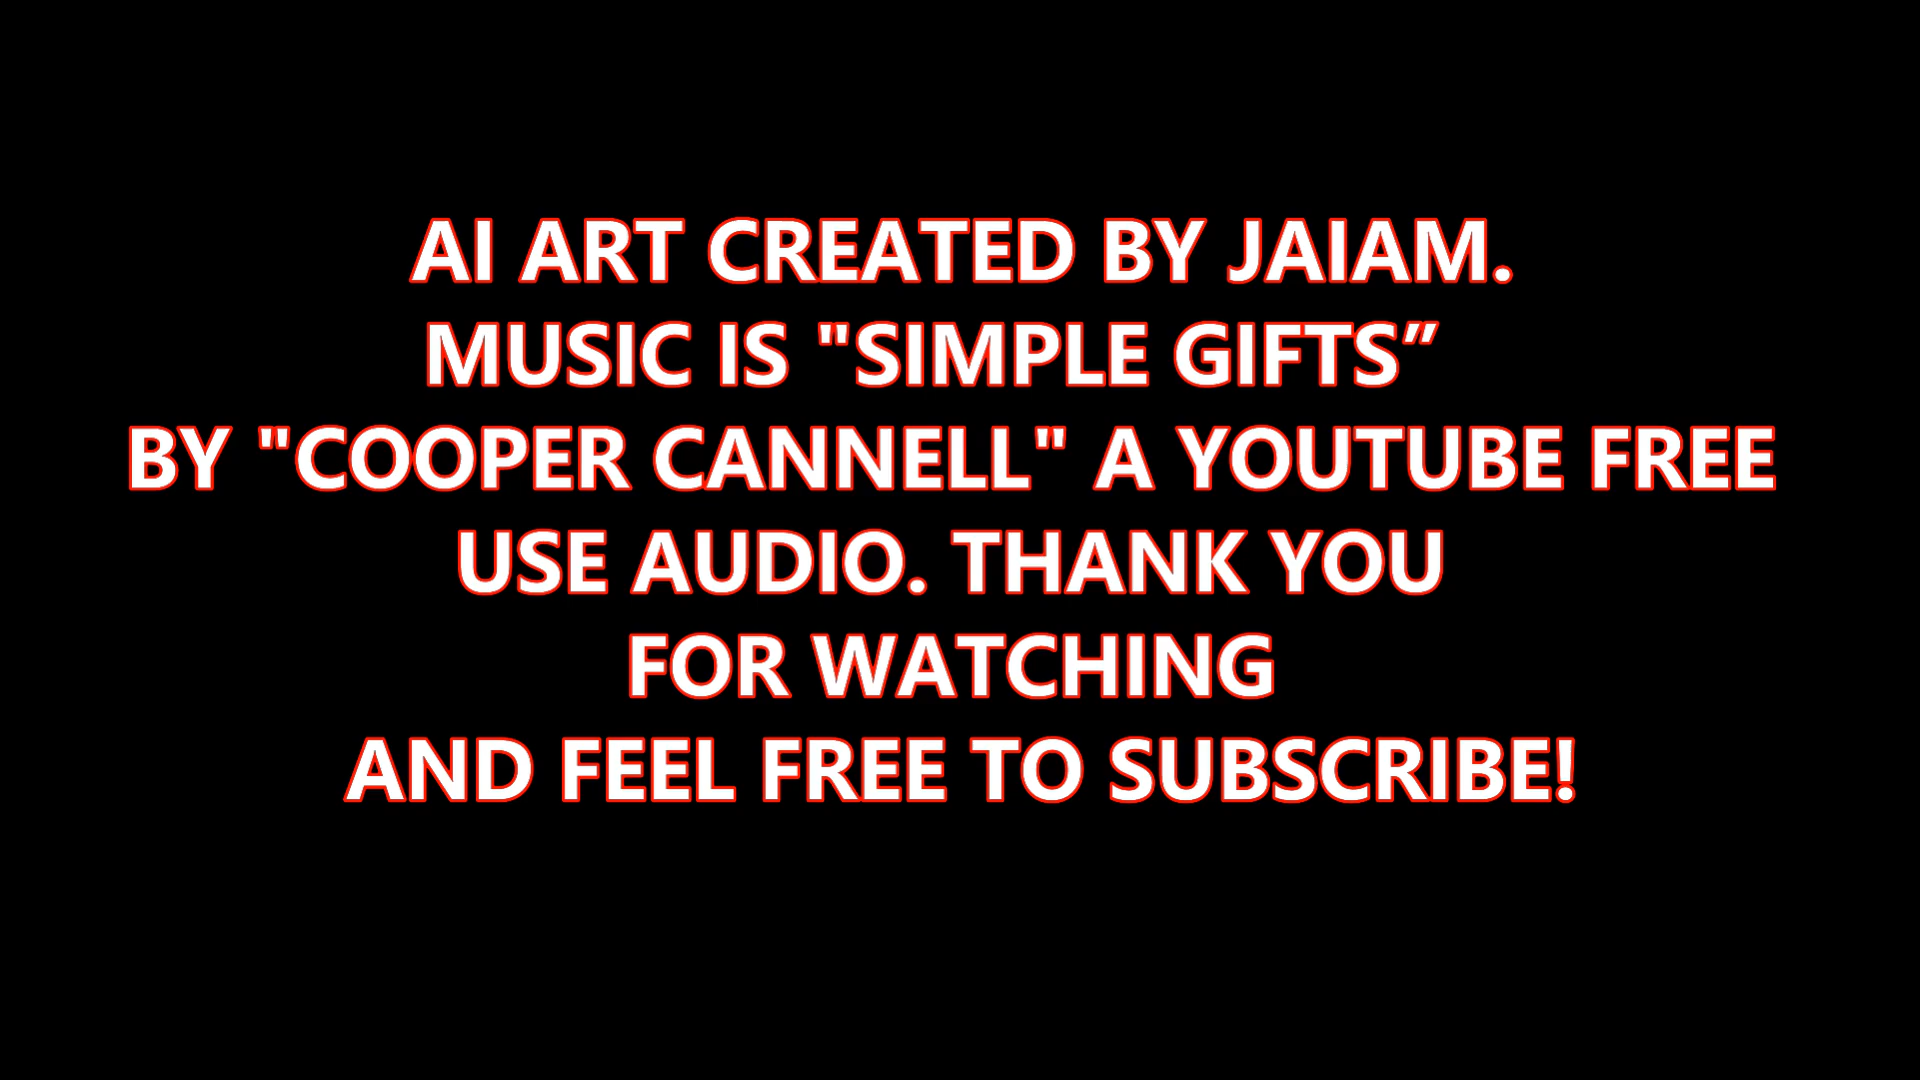 AI ART CREATED BY JAIAM.
MUSIC IS "SIMPLE GIFTS”
BY "COOPER CANNELL" A YOUTUBE FREE
USE AUDIO. THANK YOU
FOR WATCHING
AND FEEL FREE TO SUBSCRIBE!